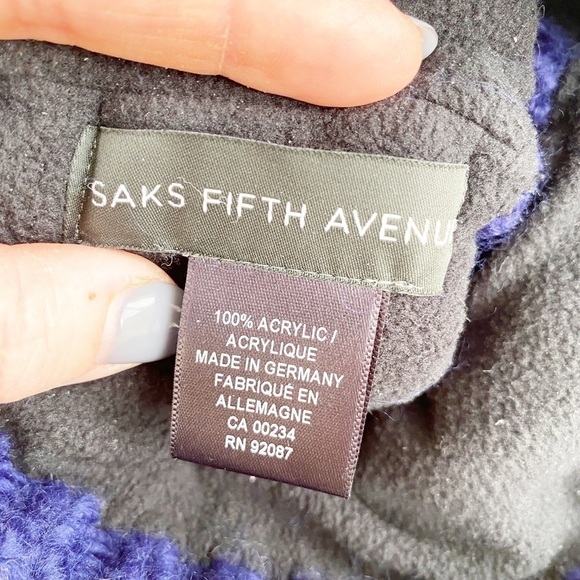 SAKS FIFTH AVENU
100% ACRYLIC /
ACRYLIQUE
MADE IN GERMANY
FABRIQUÉ EN
ALLEMAGNE
CA 00234
RN 92087